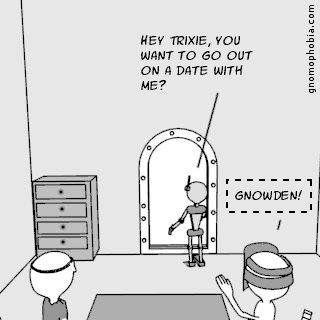 HEY TRIXIE, YOU
WANT TO GO OUT
ON A DATE WITH
ME?
GNOWDEN!
gnomophobia.com